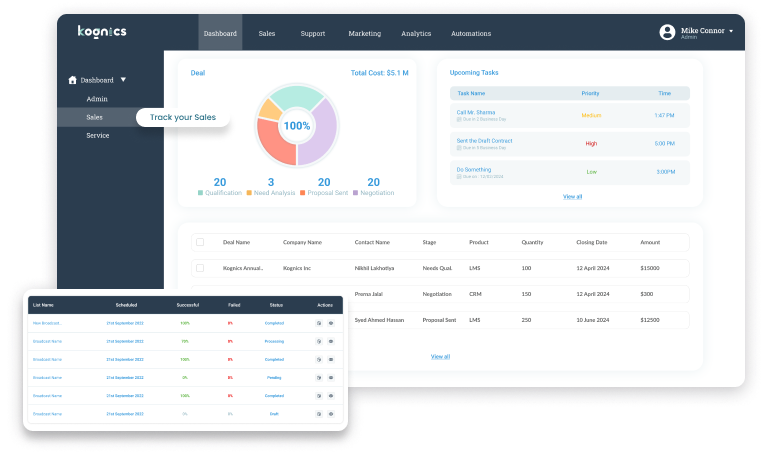 kognics
Dashboard Sales Support Marketing Analytics Automations
Mike Connor
Admin
Dashboard
Admin
Sales
Service
Track your Sales
Deal Total Cost: $5.1 M
100%
20 3 20 20
Qualification Need Analysis Proposal Sent Negotiation
Upcoming Tasks
Task Name Priority Time
Call Mr. Sharma Medium 1:47 PM
Due in 2 Business Day
Sent the Draft Contract High 5:00 PM
Due in 5 Business Day
Do Something Low 3:00PM
Due on : 12/02/2024
View all
Deal Name Company Name Contact Name Stage Product Quantity Closing Date Amount
Kognics Annual.. Kognics Inc Nikhil Lakhotiya Needs Qual. LMS 100 12 April 2024 $15000
Prerna Jalal Negotiation CRM 150 12 April 2024 $300
Syed Ahmed Hassan Proposal Sent LMS 250 10 June 2024 $12500
View all
List Name Scheduled Successful Failed Status Actions
New Broadcast... 21st September 2022 100% 0% Completed
Broadcast Name 21st September 2022 70% 0% Processing
Broadcast Name 21st September 2022 100% 0% Completed
Broadcast Name 21st September 2022 0% 0% Pending
Broadcast Name 21st September 2022 100% 0% Completed
Broadcast Name 21st September 2022 0% 0% Draft